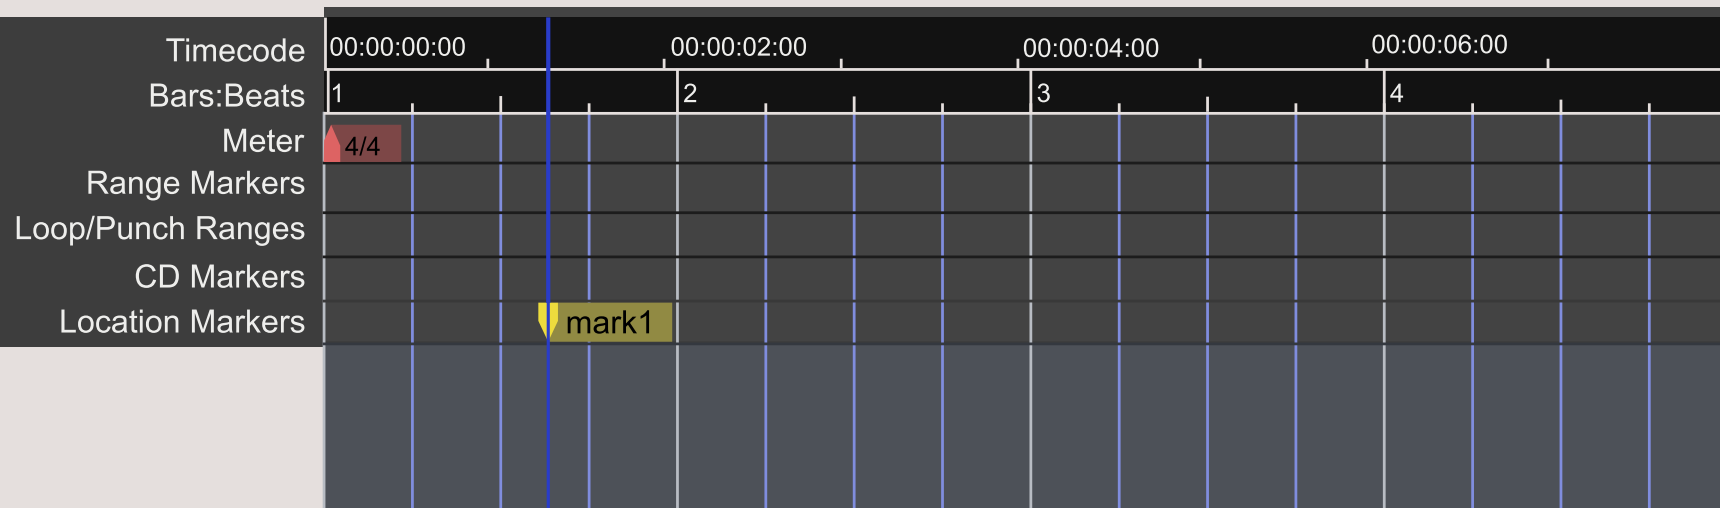 Timecode 00:00:00:00 00:00:02:00 00:00:04:00 00:00:06:00
Bars:Beats 1 2 3 4
Meter 4/4
Range Markers
Loop/Punch Ranges
CD Markers
Location Markers mark1